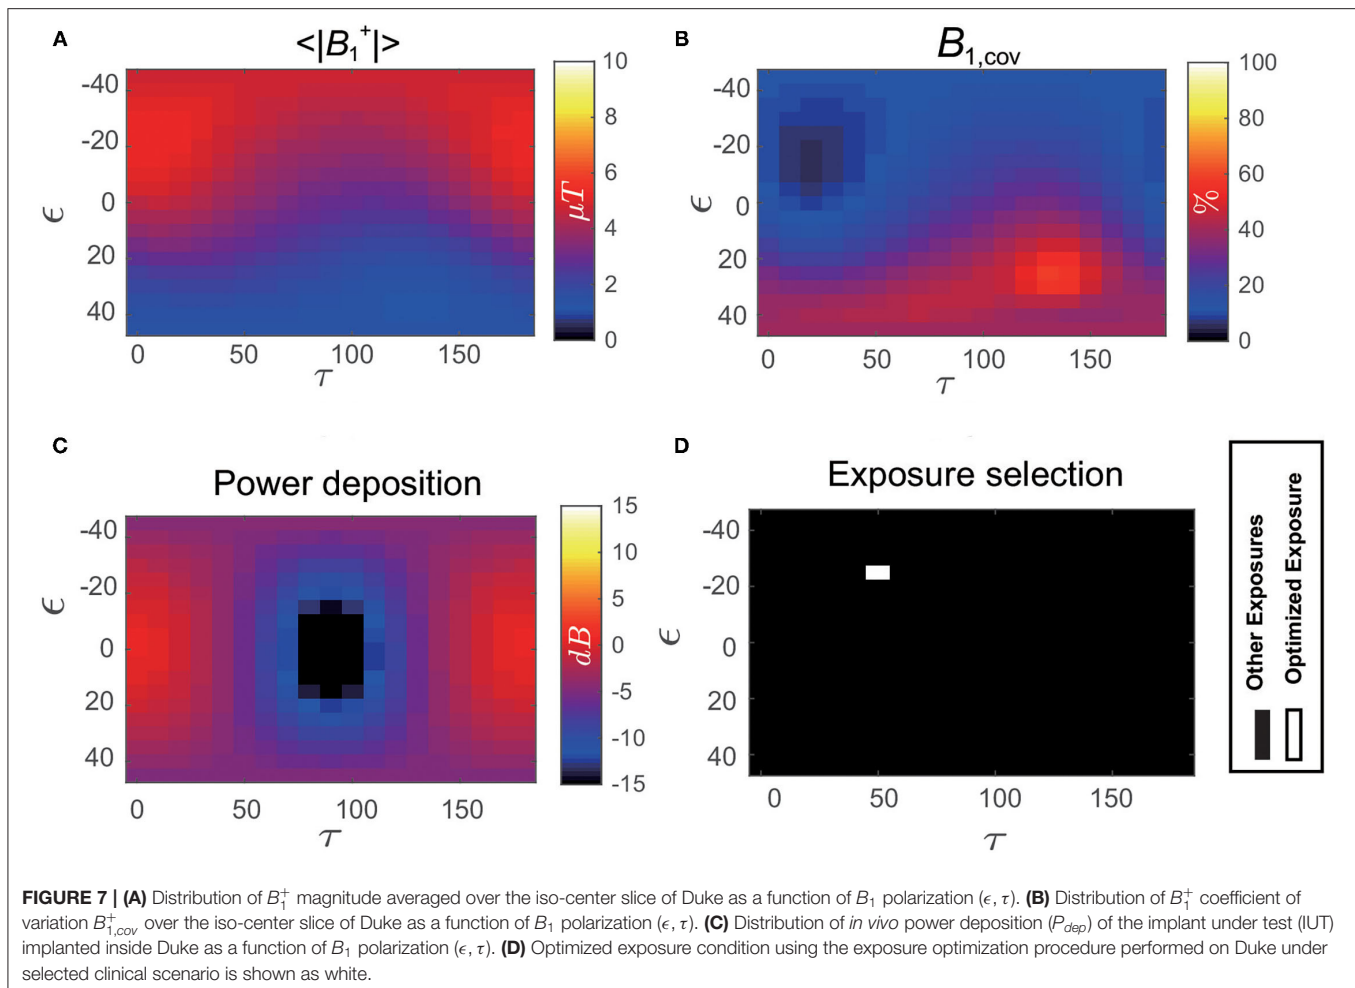 A
<|B₁⁺|>
-40
-20
0
20
40
ϵ
0
50
100
150
τ
10
8
6
4
2
0
μT
B
B₁,cov
-40
-20
0
20
40
ϵ
0
50
100
150
τ
100
80
60
40
20
0
%
C
Power deposition
-40
-20
0
20
40
ϵ
0
50
100
150
τ
15
10
5
0
-5
-10
-15
dB
D
Exposure selection
-40
-20
0
20
40
ϵ
0
50
100
150
τ
Other Exposures
Optimized Exposure
FIGURE 7 | (A) Distribution of B₁⁺ magnitude averaged over the iso-center slice of Duke as a function of B₁ polarization (ϵ, τ). (B) Distribution of B₁⁺ coefficient of
variation B₁,cov⁺ over the iso-center slice of Duke as a function of B₁ polarization (ϵ, τ). (C) Distribution of in vivo power deposition (Pdep) of the implant under test (IUT)
implanted inside Duke as a function of B₁ polarization (ϵ, τ). (D) Optimized exposure condition using the exposure optimization procedure performed on Duke under
selected clinical scenario is shown as white.